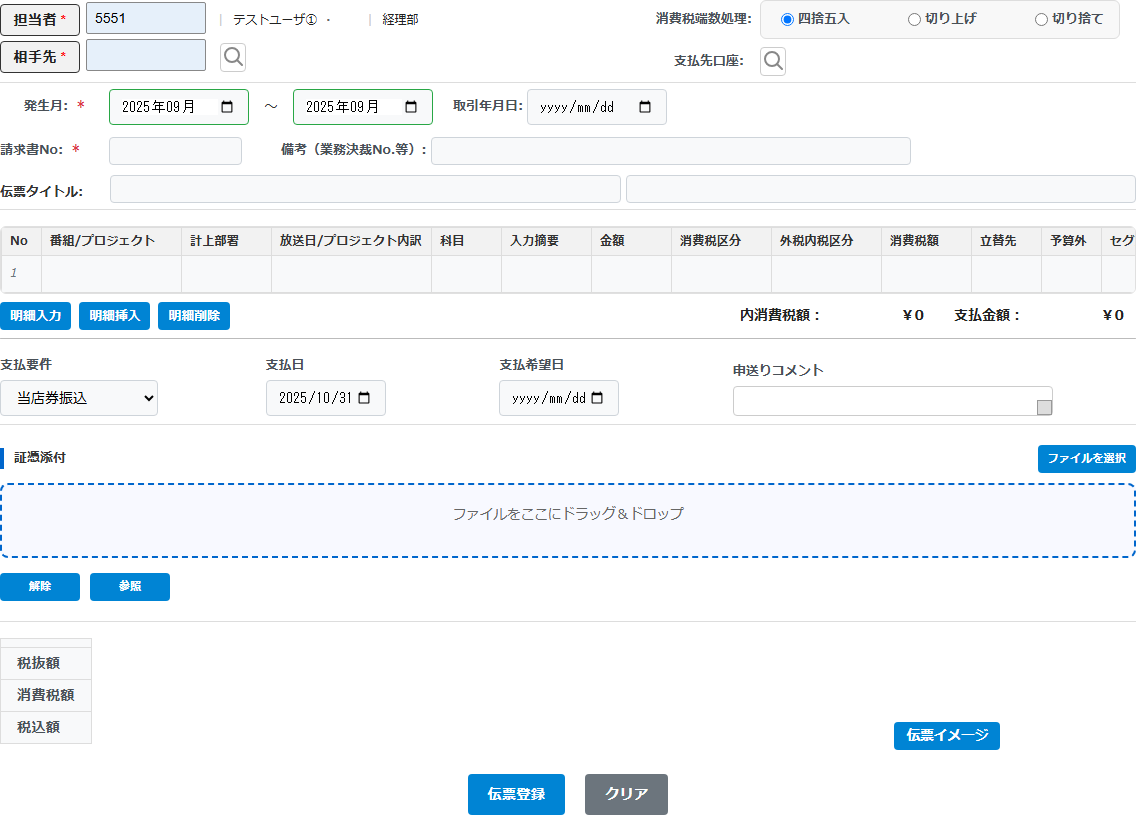 担当者 * 5551 | テストユーザ① ・ | 経理部 消費税端数処理: 四捨五入 切り上げ 切り捨て
相手先 * 支払先口座:
発生月: * 2025年09月 ～ 2025年09月 取引年月日: yyyy/mm/dd
請求書No: * 備考（業務決裁No.等）:
伝票タイトル:
No 番組/プロジェクト 計上部署 放送日/プロジェクト内訳 科目 入力摘要 金額 消費税区分 外税内税区分 消費税額 立替先 予算外 セグ
1
明細入力 明細挿入 明細削除 内消費税額： ¥0 支払金額： ¥0
支払要件 支払日 支払希望日 申送りコメント
当店券振込 2025/10/31 yyyy/mm/dd
証憑添付 ファイルを選択
ファイルをここにドラッグ＆ドロップ
解除 参照
税抜額
消費税額
税込額
伝票イメージ
伝票登録 クリア